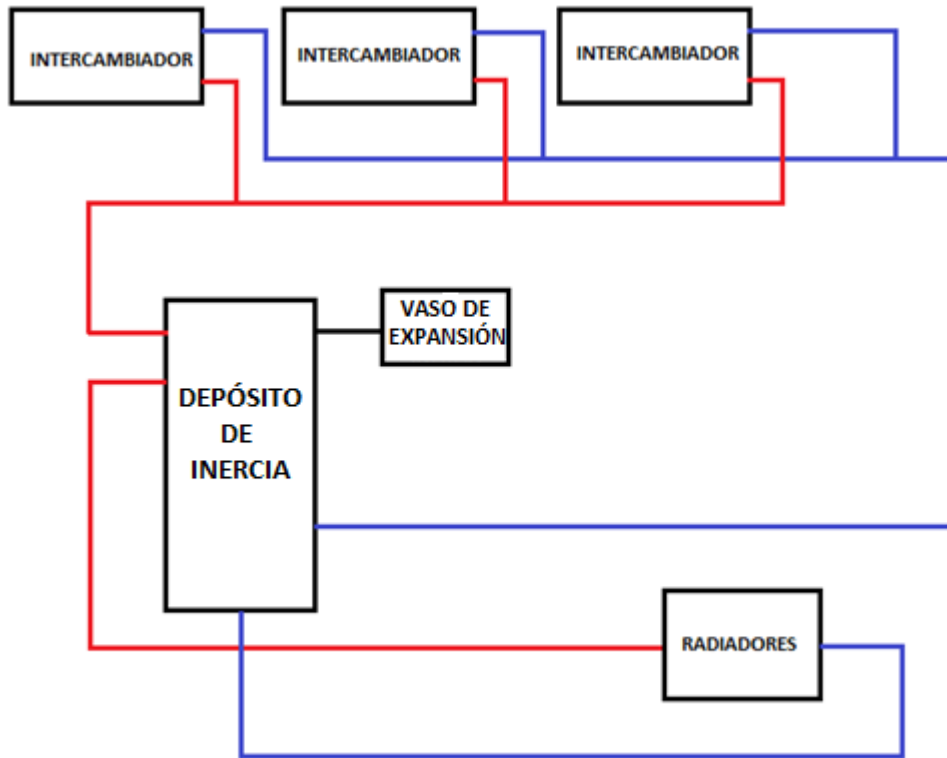 INTERCAMBIADOR
INTERCAMBIADOR
INTERCAMBIADOR
VASO DE
EXPANSIÓN
DEPÓSITO
DE
INERCIA
RADIADORES